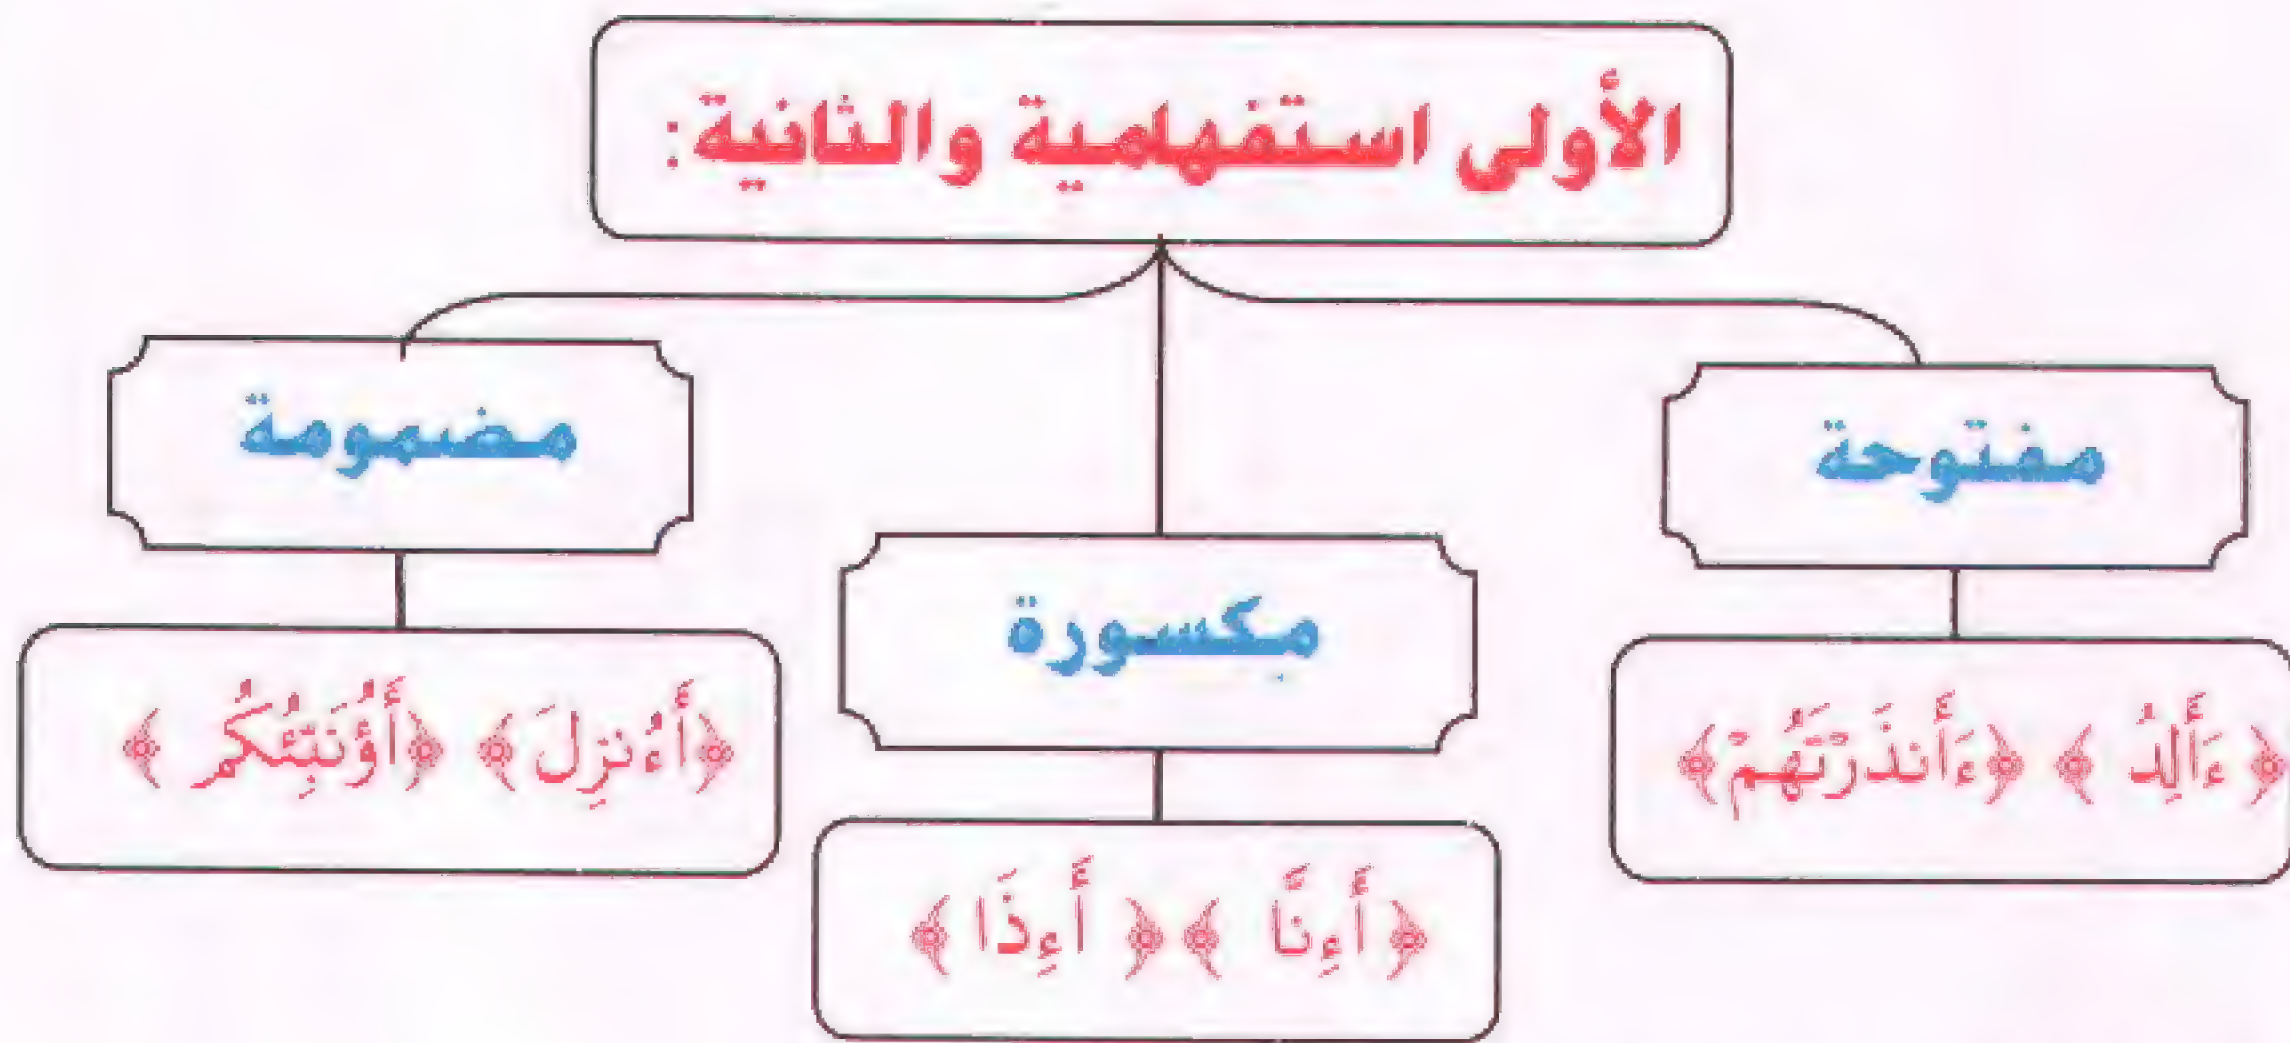 الأولى استفهامية والثانية:
مفتوحة
﴿ ءَأَلِدُ ﴾ ﴿ءَأَنذَرْتَهُمْ﴾
مكسورة
﴿ أَءِنَّا ﴾ ﴿ أَءِذَا ﴾
مضمومة
﴿أَءُنزِلَ﴾ ﴿أَؤُنَبِّئُكُم ﴾